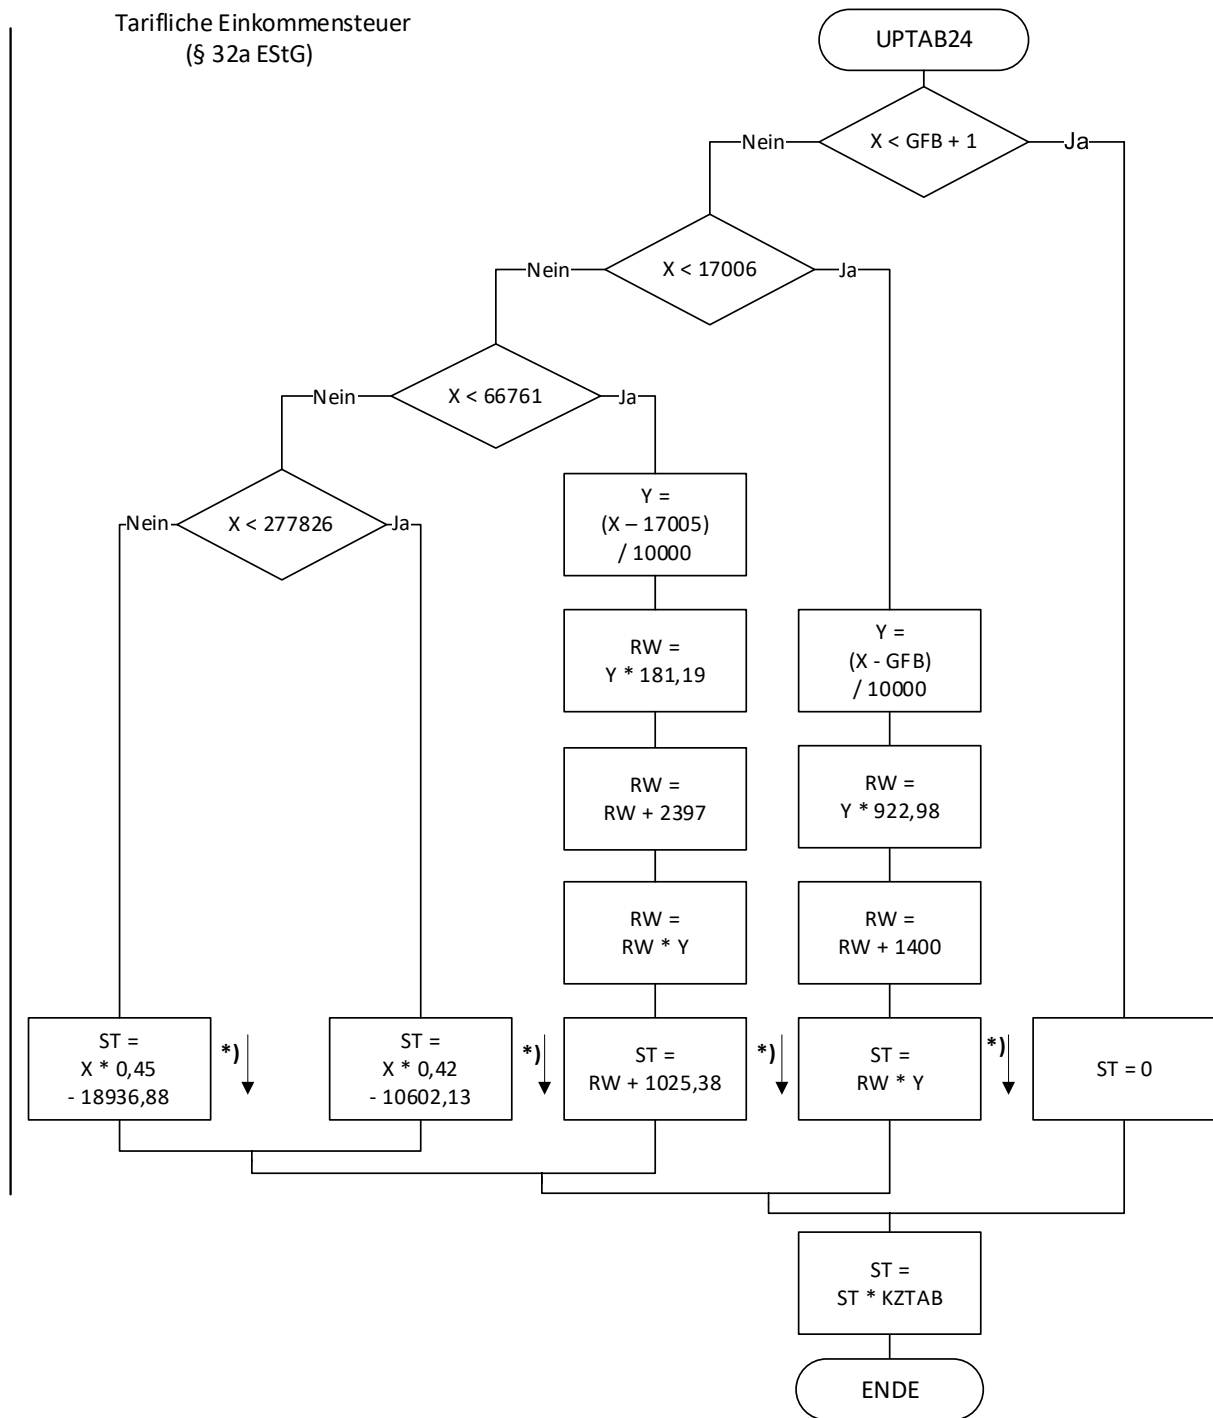 Tarifliche Einkommensteuer
(§ 32a EStG)
UPTAB24
X < GFB + 1
Nein
Ja
X < 17006
Nein
Ja
X < 66761
Nein
Ja
X < 277826
Nein
Ja
Y =
(X – 17005)
/ 10000
RW =
Y * 181,19
RW =
RW + 2397
RW =
RW * Y
Y =
(X - GFB)
/ 10000
RW =
Y * 922,98
RW =
RW + 1400
ST =
X * 0,45
- 18936,88
*)
ST =
X * 0,42
- 10602,13
*)
ST =
RW + 1025,38
*)
ST =
RW * Y
*)
ST = 0
ST =
ST * KZTAB
ENDE